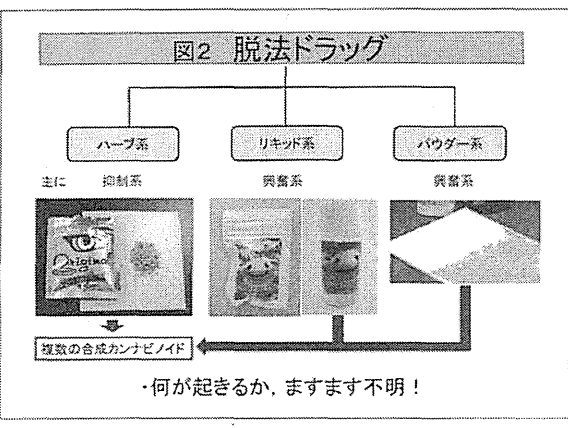 図2 脱法ドラッグ
ハーブ系
リキッド系
パウダー系
主に 抑制系
興奮系
興奮系
複数の合成カンナビノイド
・何が起きるか，ますます不明！